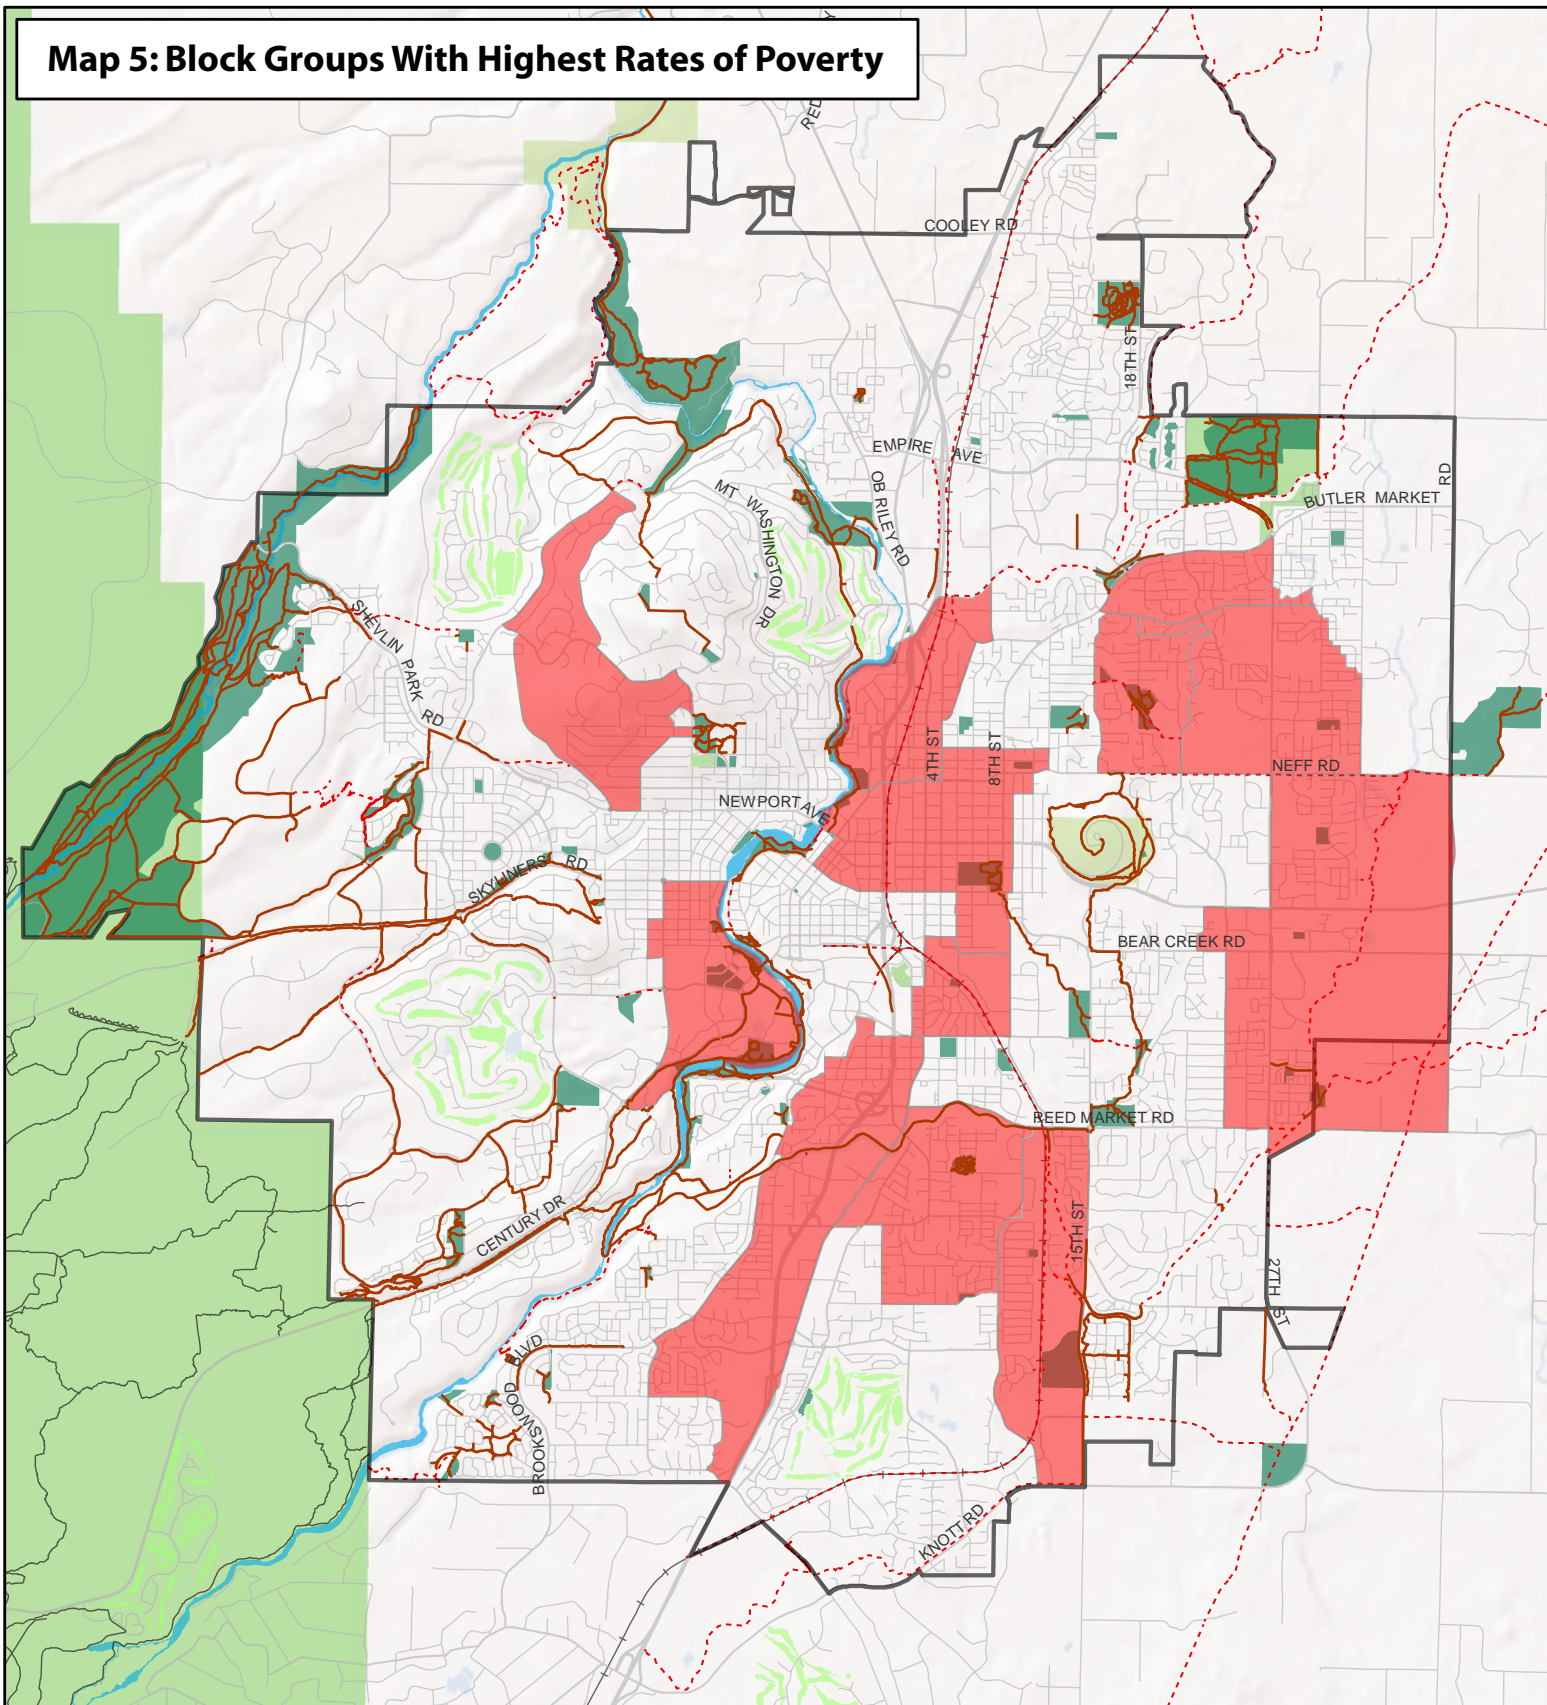 Map 5: Block Groups With Highest Rates of Poverty
RED
COOLEY RD
18TH ST
EMPIRE AVE
OB RILEY RD
MT WASHINGTON DR
BUTLER MARKET RD
SHEVLIN PARK RD
4TH ST
8TH ST
NEFF RD
NEWPORT AVE
SKYLINERS RD
BEAR CREEK RD
REED MARKET RD
CENTURY DR
15TH ST
27TH ST
BROOKSWOOD BLVD
KNOTT RD